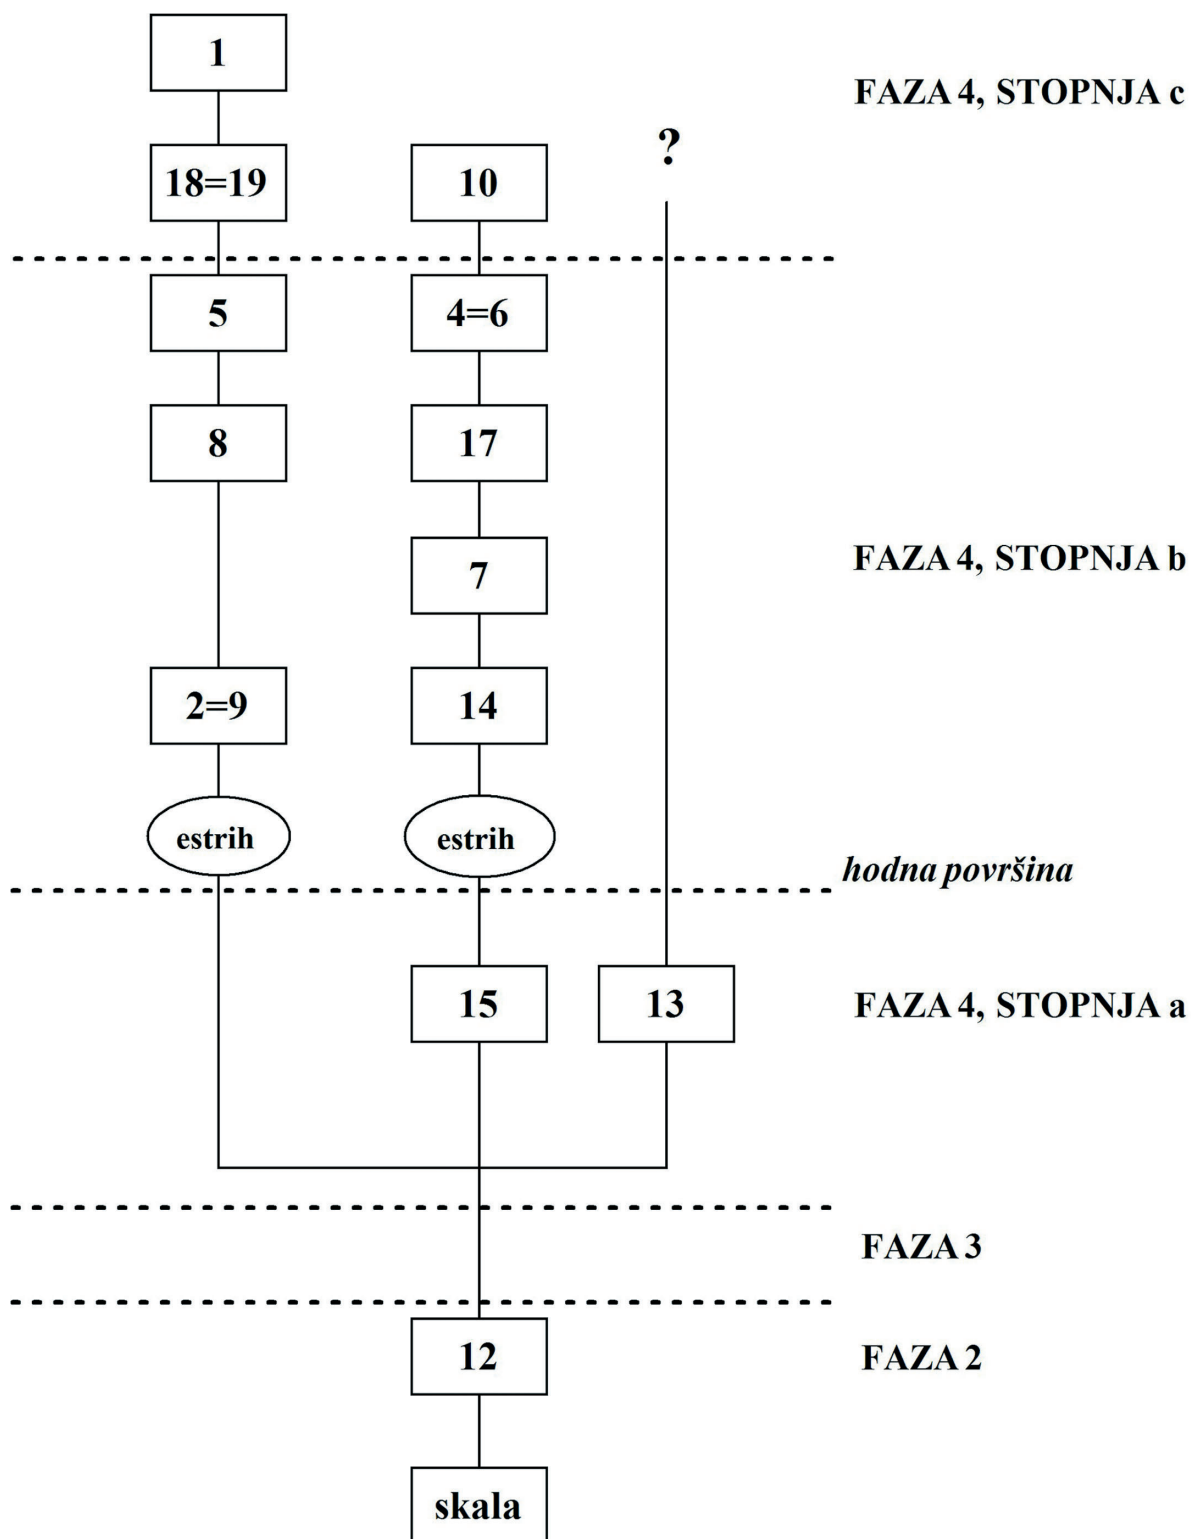 1
FAZA 4, STOPNJA c
18=19
10
?
5
4=6
8
17
FAZA 4, STOPNJA b
7
2=9
14
estrih
estrih
hodna površina
15
13
FAZA 4, STOPNJA a
FAZA 3
12
FAZA 2
skala